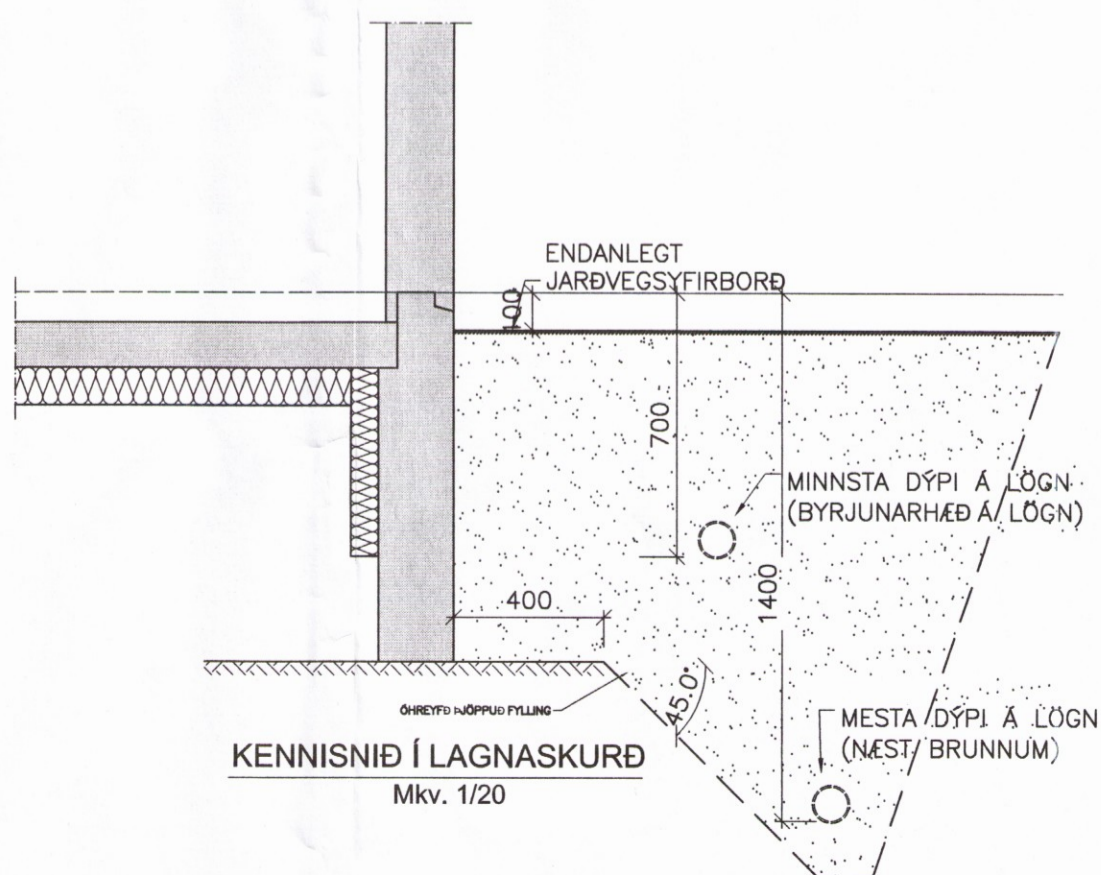 ENDANLEGT
JARÐVEGSYFIRBORÐ
100
700
MINNSTA DÝPI Á LÖGN
(BYRJUNARHÆÐ Á LÖGN)
400
1400
45.0°
ÓHREYFÐ ÞJÖPPUÐ FYLLING
MESTA DÝPI Á LÖGN
(NÆST BRUNNUM)
KENNISNIÐ Í LAGNASKURÐ
Mkv. 1/20